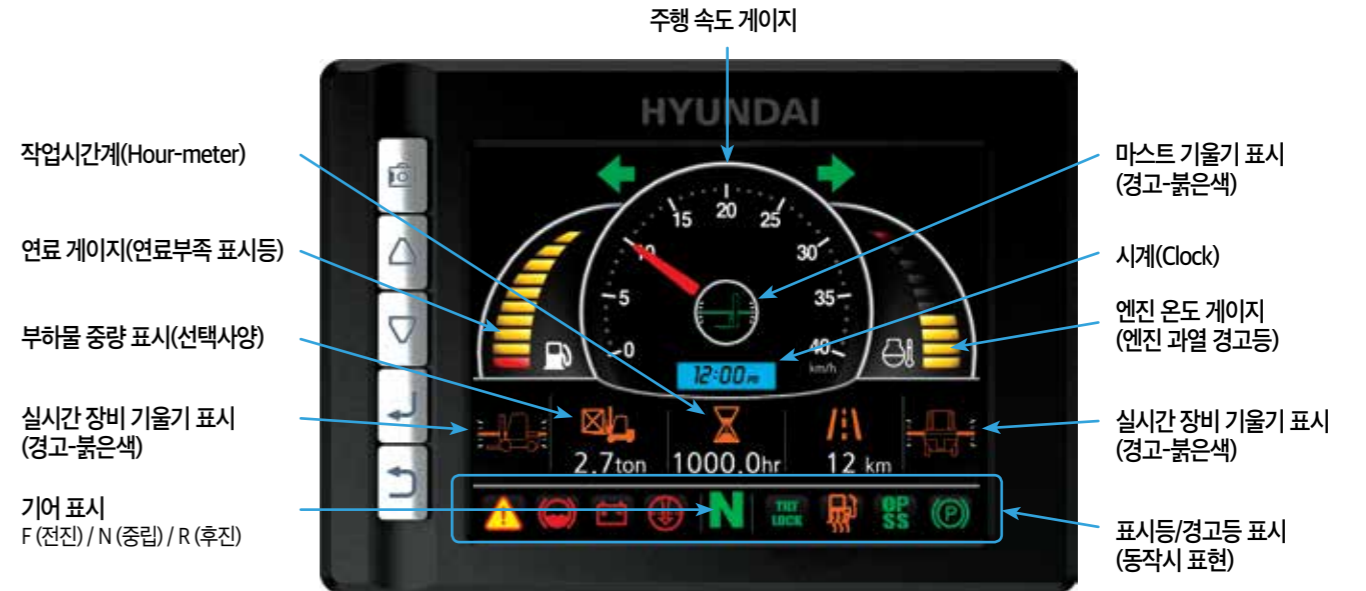 주행 속도 게이지
HYUNDAI
작업시간계(Hour-meter)
연료 게이지(연료부족 표시등)
부하물 중량 표시(선택사양)
실시간 장비 기울기 표시
(경고-붉은색)
기어 표시
F (전진) / N (중립) / R (후진)
0
5
10
15
20
25
30
35
40
km/h
12:00 PM
2.7ton
1000.0hr
12 km
N
TILT
LOCK
OP
SS
P
마스트 기울기 표시
(경고-붉은색)
시계(Clock)
엔진 온도 게이지
(엔진 과열 경고등)
실시간 장비 기울기 표시
(경고-붉은색)
표시등/경고등 표시
(동작시 표현)